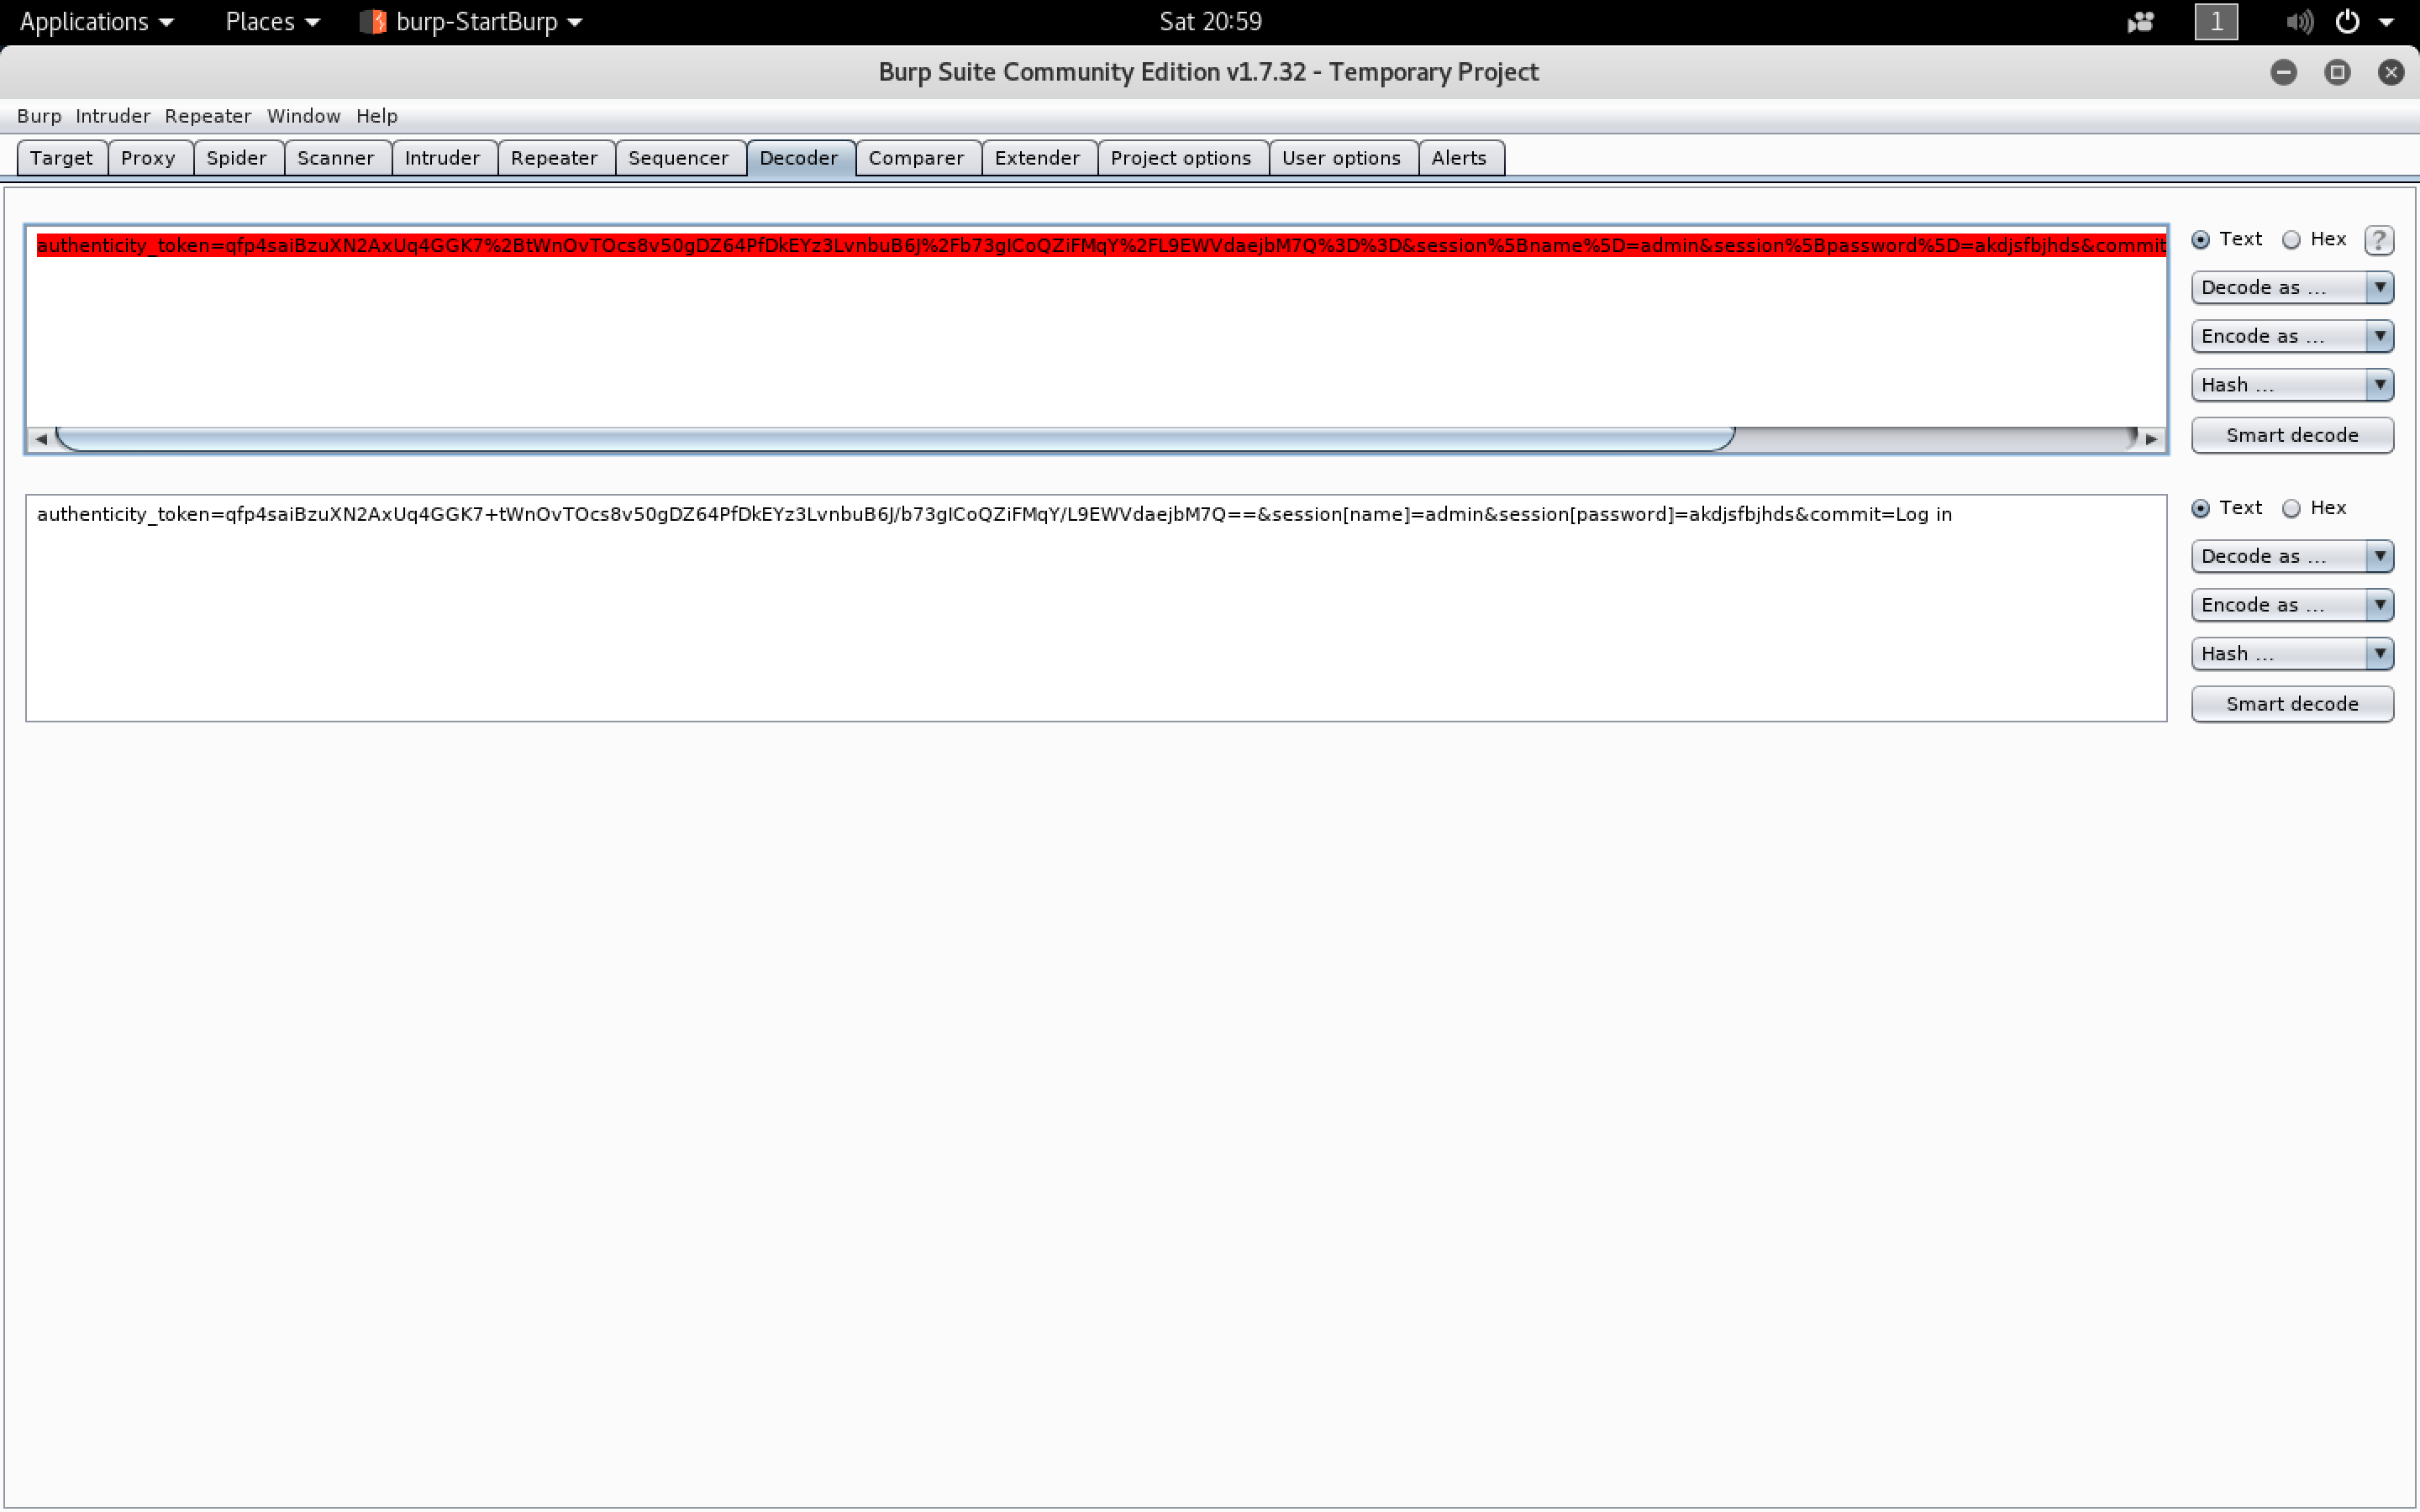 Applications Places burp-StartBurp Sat 20:59 1
Burp Suite Community Edition v1.7.32 - Temporary Project
Burp Intruder Repeater Window Help
Target Proxy Spider Scanner Intruder Repeater Sequencer Decoder Comparer Extender Project options User options Alerts
authenticity_token=qfp4saiBzuXN2AxUq4GGK7%2BtWnOvTOcs8v50gDZ64PfDkEYz3LvnbuB6J%2Fb73gICoQZiFMqY%2FL9EWVdaejbM7Q%3D%3D&session%5Bname%5D=admin&session%5Bpassword%5D=akdjsfbjhds&commit
Text Hex ?
Decode as ...
Encode as ...
Hash ...
Smart decode
authenticity_token=qfp4saiBzuXN2AxUq4GGK7+tWnOvTOcs8v50gDZ64PfDkEYz3LvnbuB6J/b73gICoQZiFMqY/L9EWVdaejbM7Q==&session[name]=admin&session[password]=akdjsfbjhds&commit=Log in
Text Hex
Decode as ...
Encode as ...
Hash ...
Smart decode